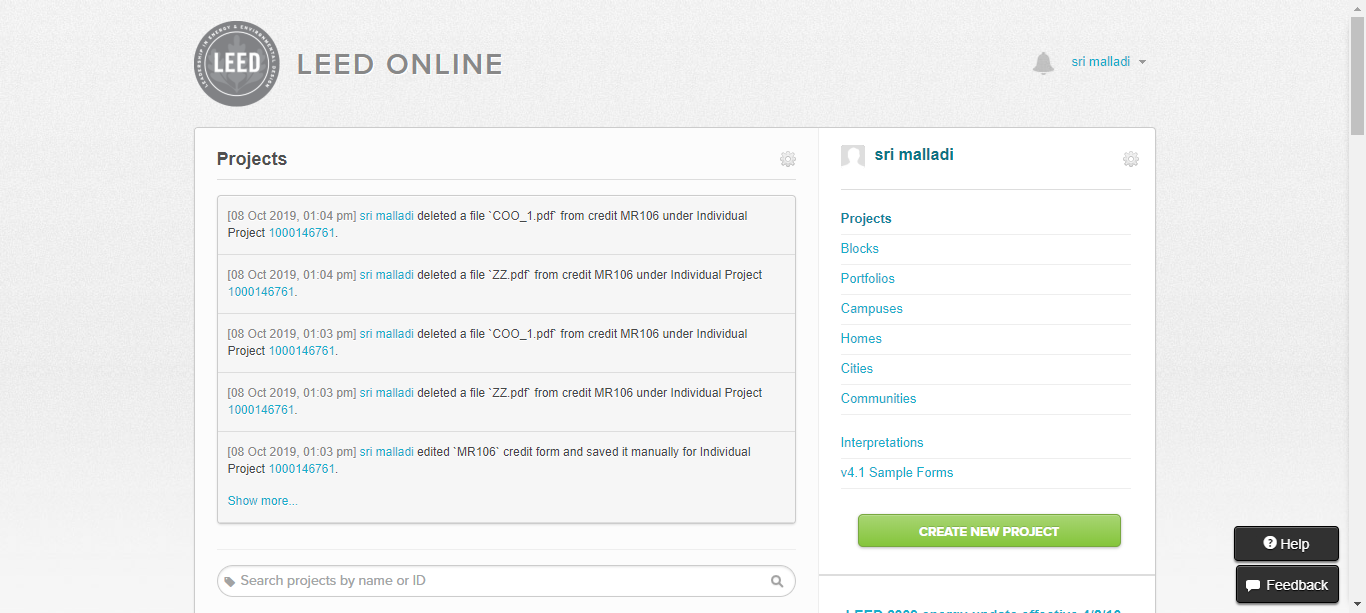 LEADERSHIP IN ENERGY & ENVIRONMENTAL DESIGN
LEED
LEED ONLINE
sri malladi
Projects
[08 Oct 2019, 01:04 pm] sri malladi deleted a file `COO_1.pdf` from credit MR106 under Individual
Project 1000146761.
[08 Oct 2019, 01:04 pm] sri malladi deleted a file `ZZ.pdf` from credit MR106 under Individual Project
1000146761.
[08 Oct 2019, 01:03 pm] sri malladi deleted a file `COO_1.pdf` from credit MR106 under Individual
Project 1000146761.
[08 Oct 2019, 01:03 pm] sri malladi deleted a file `ZZ.pdf` from credit MR106 under Individual Project
1000146761.
[08 Oct 2019, 01:03 pm] sri malladi edited `MR106` credit form and saved it manually for Individual
Project 1000146761.
Show more...
Search projects by name or ID
sri malladi
Projects
Blocks
Portfolios
Campuses
Homes
Cities
Communities
Interpretations
v4.1 Sample Forms
CREATE NEW PROJECT
Help
Feedback